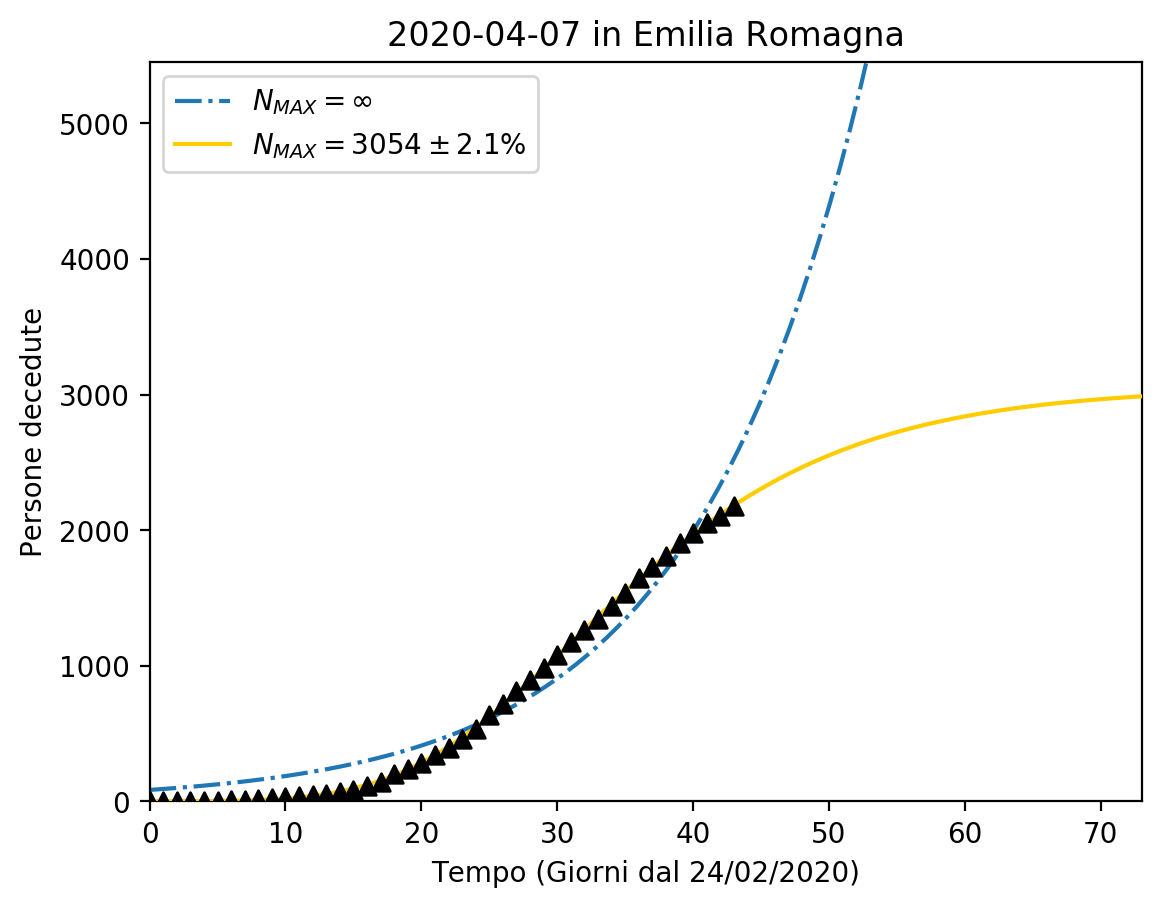 2020-04-07 in Emilia Romagna
N_MAX = ∞
N_MAX = 3054 ± 2.1%
5000
4000
3000
2000
1000
0
Persone decedute
0 10 20 30 40 50 60 70
Tempo (Giorni dal 24/02/2020)